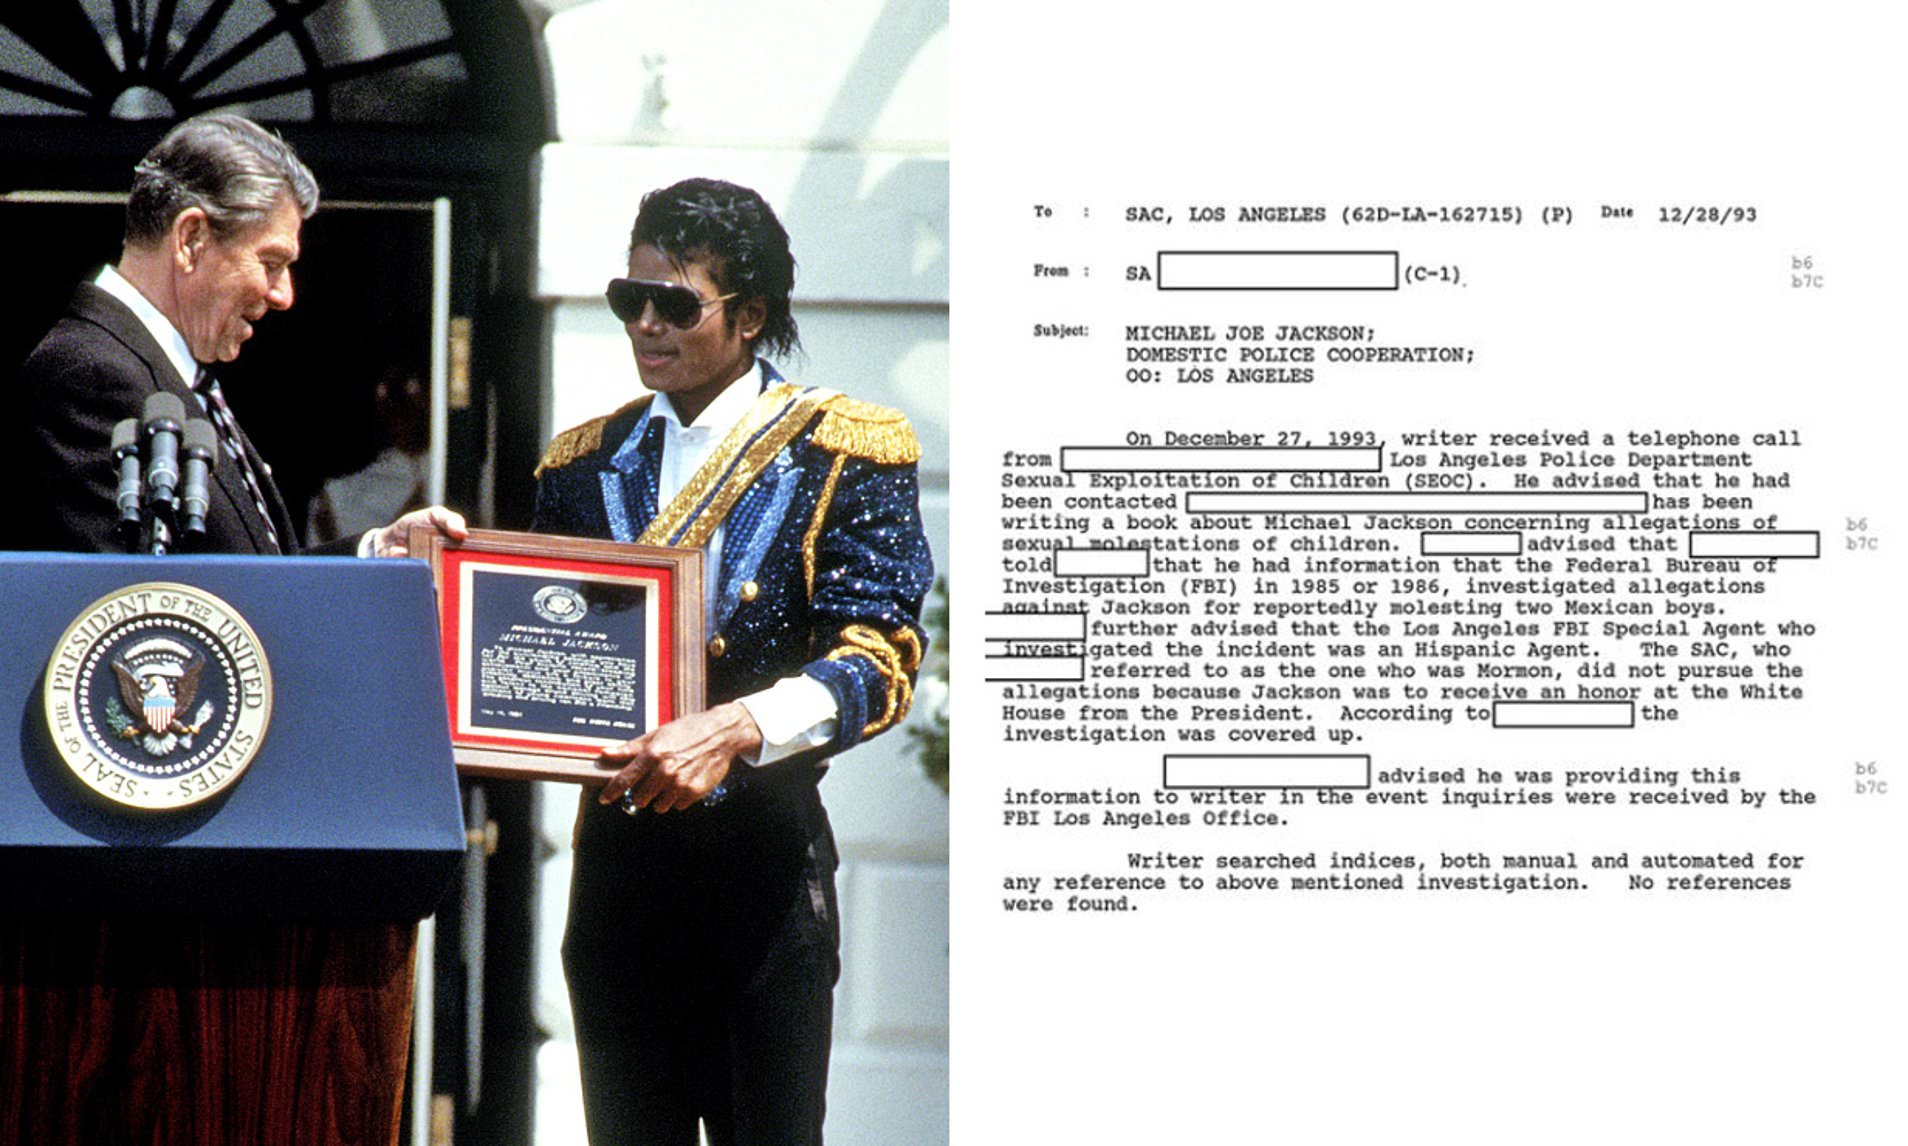 SEAL OF THE PRESIDENT OF THE UNITED STATES
PRESIDENTIAL AWARD
MICHAEL JACKSON
To : SAC, LOS ANGELES (62D-LA-162715) (P) Date 12/28/93
From : SA (C-1)
b6
b7C
Subject: MICHAEL JOE JACKSON;
DOMESTIC POLICE COOPERATION;
OO: LOS ANGELES
On December 27, 1993, writer received a telephone call
from Los Angeles Police Department
Sexual Exploitation of Children (SEOC). He advised that he had
been contacted has been
writing a book about Michael Jackson concerning allegations of
b6
sexual molestations of children. advised that
b7C
told that he had information that the Federal Bureau of
Investigation (FBI) in 1985 or 1986, investigated allegations
against Jackson for reportedly molesting two Mexican boys.
further advised that the Los Angeles FBI Special Agent who
investigated the incident was an Hispanic Agent. The SAC, who
referred to as the one who was Mormon, did not pursue the
allegations because Jackson was to receive an honor at the White
House from the President. According to the
investigation was covered up.
b6
advised he was providing this
b7C
information to writer in the event inquiries were received by the
FBI Los Angeles Office.
Writer searched indices, both manual and automated for
any reference to above mentioned investigation. No references
were found.